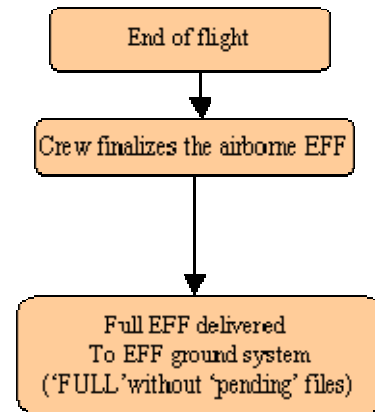 End of flight
Crew finalizes the airborne EFF
Full EFF delivered
To EFF ground system
('FULL' without 'pending' files)